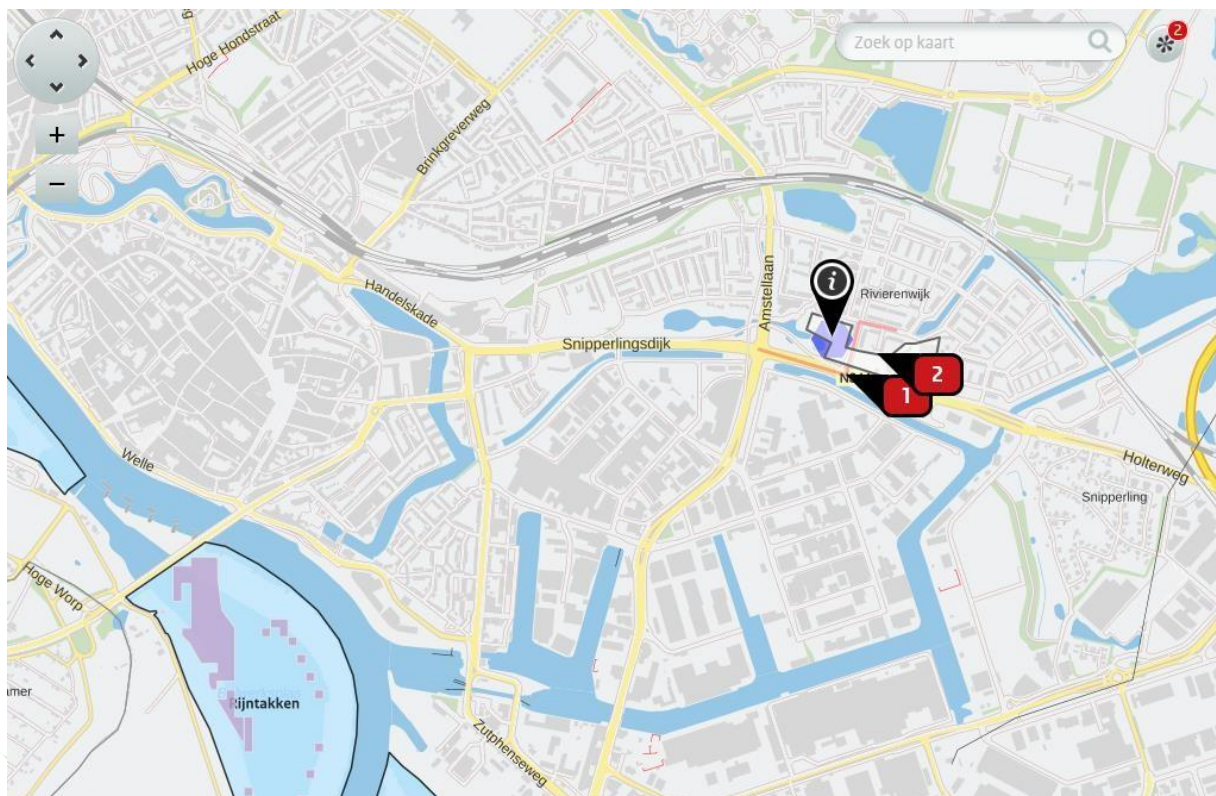 Hoge Hondstraat
Zoek op kaart
2
Brinkgreverweg
+
−
Amstellaan
i
Rivierenwijk
Handelskade
Snipperlingsdijk
2
1
Welle
Holterweg
Snipperling
Hoge Worp
Rijntakken
Zutphenseweg